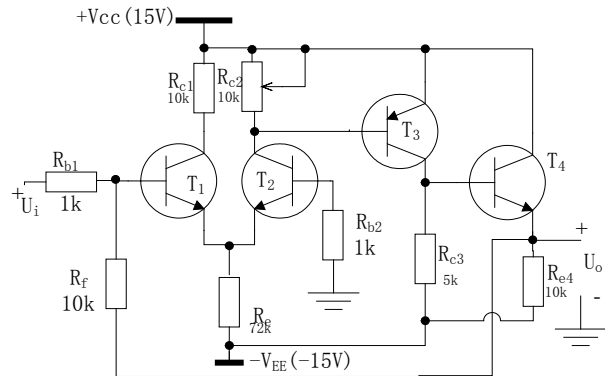 +Vcc(15V)
Rc1
10k
Rc2
10k
T3
T4
Rb1
1k
+
Ui
T1
T2
Rb2
1k
Rf
10k
Re
72k
Rc3
5k
Re4
10k
+
Uo
-
-VEE(-15V)